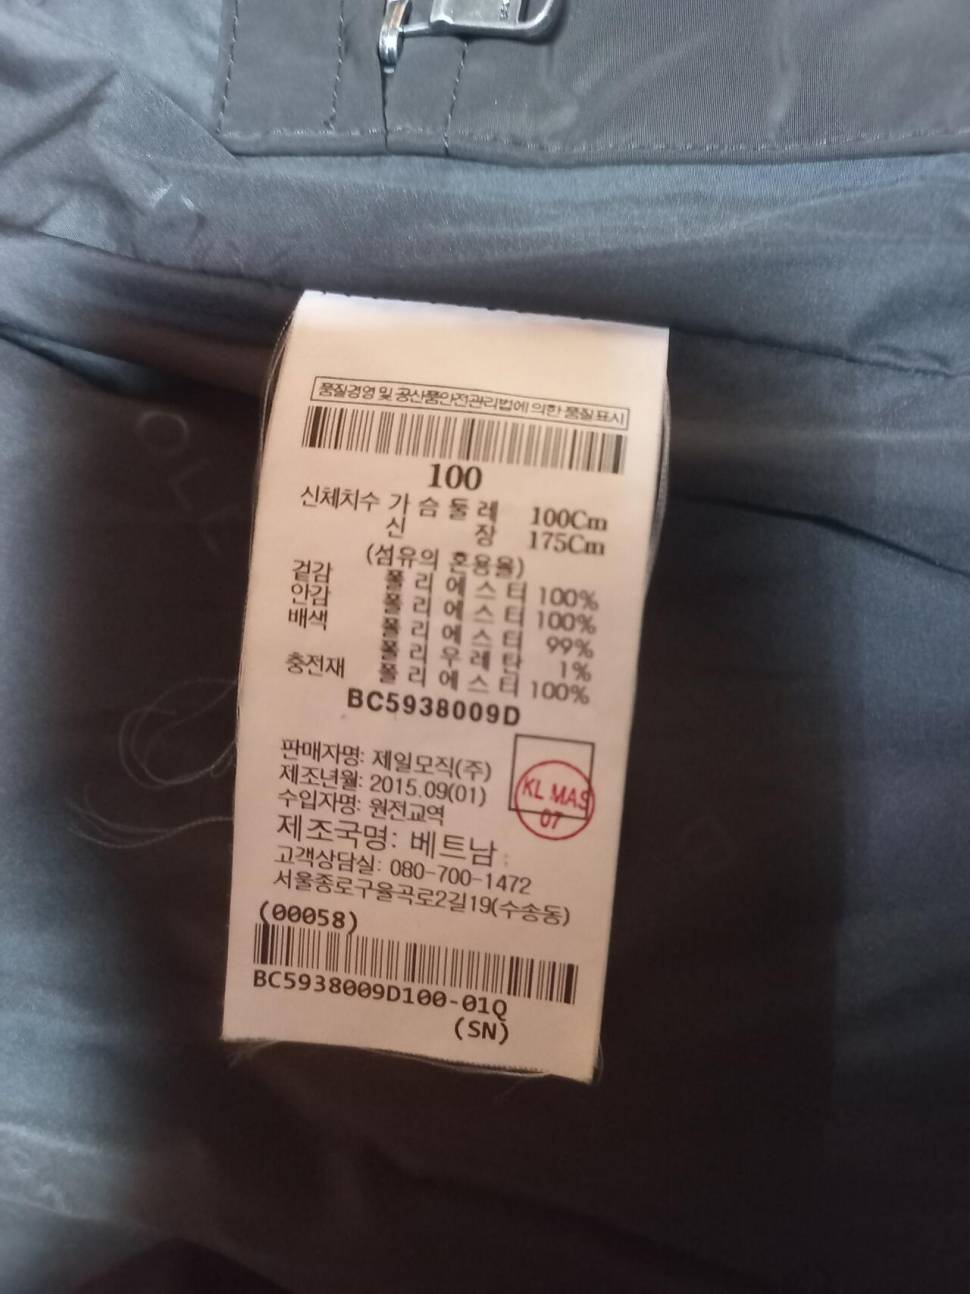 품질경영 및 공산품안전관리법에 의한 품질표시
100
신체치수 가슴둘레 100Cm
신장 175Cm
(섬유의 혼용율)
겉감 폴리에스터 100%
안감 폴리에스터 100%
배색 폴리에스터 99%
폴리우레탄 1%
충전재 폴리에스터 100%
BC5938009D
판매자명: 제일모직(주)
제조년월: 2015.09(01)
수입자명: 원전교역
제조국명: 베트남
고객상담실: 080-700-1472
서울종로구율곡로2길19(수송동)
KL MAS
07
(00058)
BC5938009D100-01Q
(SN)